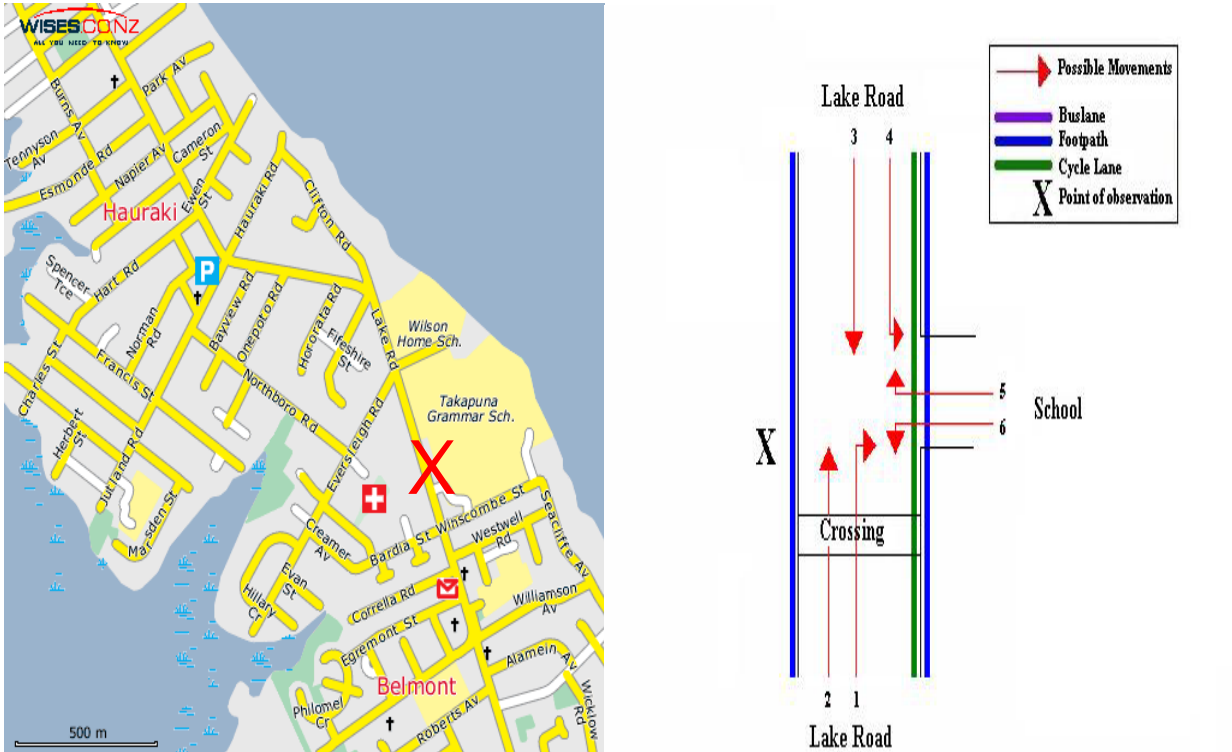 WISES.CO.NZ
ALL YOU NEED TO KNOW
Burns Av
Park Av
Tennyson Av
Esmonde Rd
Napier Av
Cameron St
Ewen St
Hauraki
Hauraki Rd
Clifton Rd
P
Spencer Tce
Hart Rd
Norman Rd
Bayview Rd
Onepoto Rd
Hororata Rd
Fifeshire St
Lake Rd
Wilson
Home Sch.
Charles St
Francis St
Northboro Rd
Takapuna
Grammar Sch.
Herbert St
Jutland Rd
Eversleigh Rd
X
Marsden St
Creamer Av
Bardia St
Winscombe St
Westwell Rd
Seacliffe Av
Evan St
Hillary Cr
Corrella Rd
Williamson Av
Egremont St
Alamein Av
Belmont
Philomel Cr
Roberts Av
Wicklow Rd
500 m
Possible Movements
Buslane
Footpath
Cycle Lane
X Point of observation
Lake Road
3 4
5
School
6
X
Crossing
2 1
Lake Road